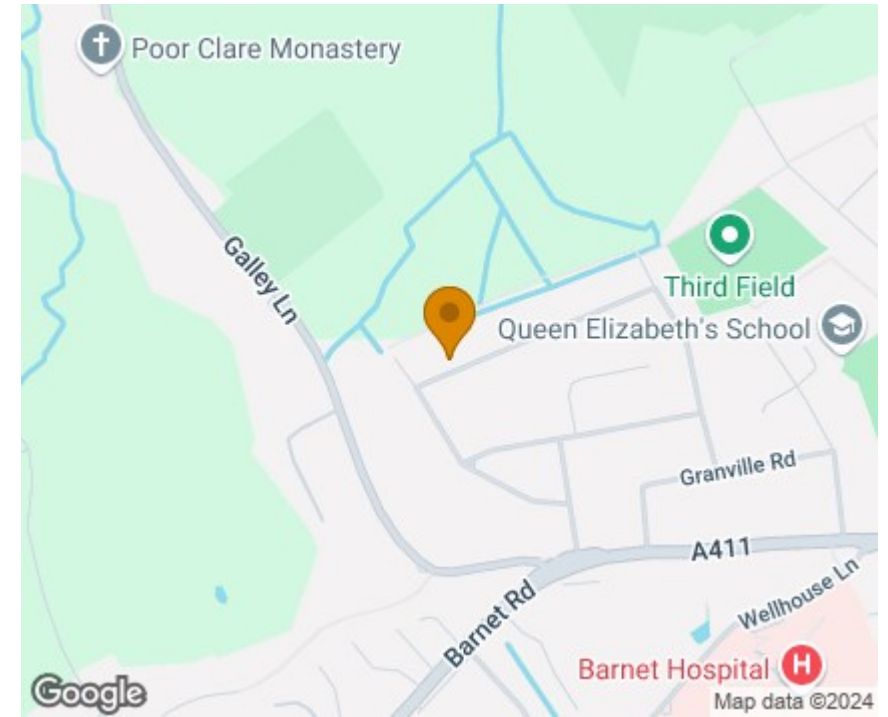 Poor Clare Monastery
Galley Ln
Third Field
Queen Elizabeth's School
Granville Rd
A411
Barnet Rd
Wellhouse Ln
Barnet Hospital
H
Google
Map data ©2024